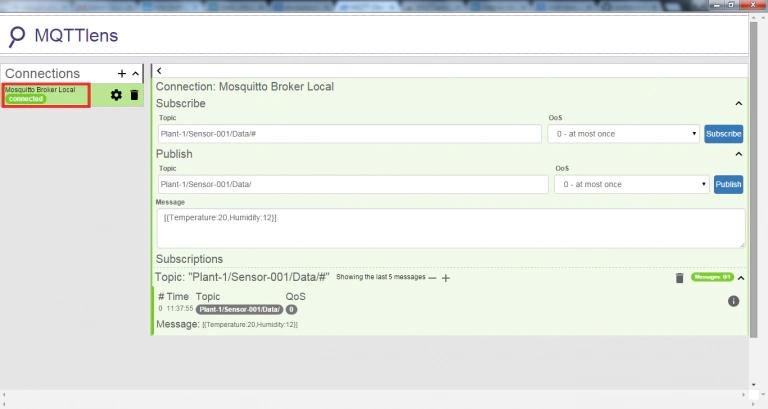 MQTTlens
Connections
Mosquitto Broker Local
connected
Connection: Mosquitto Broker Local
Subscribe
Topic QoS
Plant-1/Sensor-001/Data/# 0 - at most once Subscribe
Publish
Topic QoS
Plant-1/Sensor-001/Data/ 0 - at most once Publish
Message
[{Temperature:20,Humidity:12}]
Subscriptions
Topic: "Plant-1/Sensor-001/Data/#" Showing the last 5 messages Messages: 0/1
# Time Topic QoS
0 11:37:55 Plant-1/Sensor-001/Data/ 0
Message: [{Temperature:20,Humidity:12}]